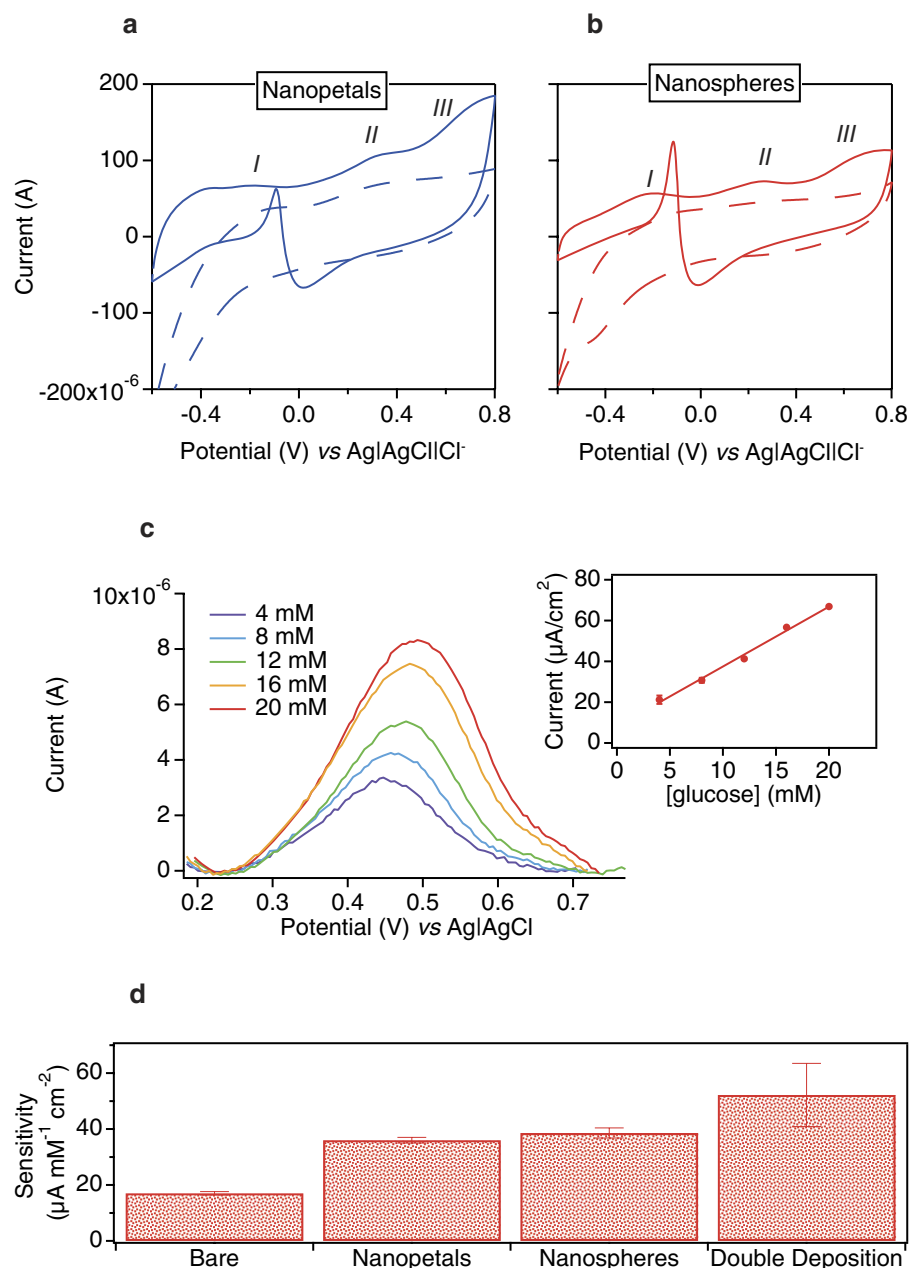 a
b
Nanopetals
Nanospheres
200
100
0
-100
-200x10⁻⁶
Current (A)
I
II
III
I
II
III
-0.4
0.0
0.4
0.8
-0.4
0.0
0.4
0.8
Potential (V) vs Ag|AgCl||Cl⁻
Potential (V) vs Ag|AgCl||Cl⁻
c
10x10⁻⁶
8
6
4
2
0
Current (A)
4 mM
8 mM
12 mM
16 mM
20 mM
0.2
0.3
0.4
0.5
0.6
0.7
Potential (V) vs Ag|AgCl
80
60
40
20
0
Current (µA/cm²)
0
5
10
15
20
[glucose] (mM)
d
60
40
20
0
Sensitivity
(µA mM⁻¹ cm⁻²)
Bare
Nanopetals
Nanospheres
Double Deposition